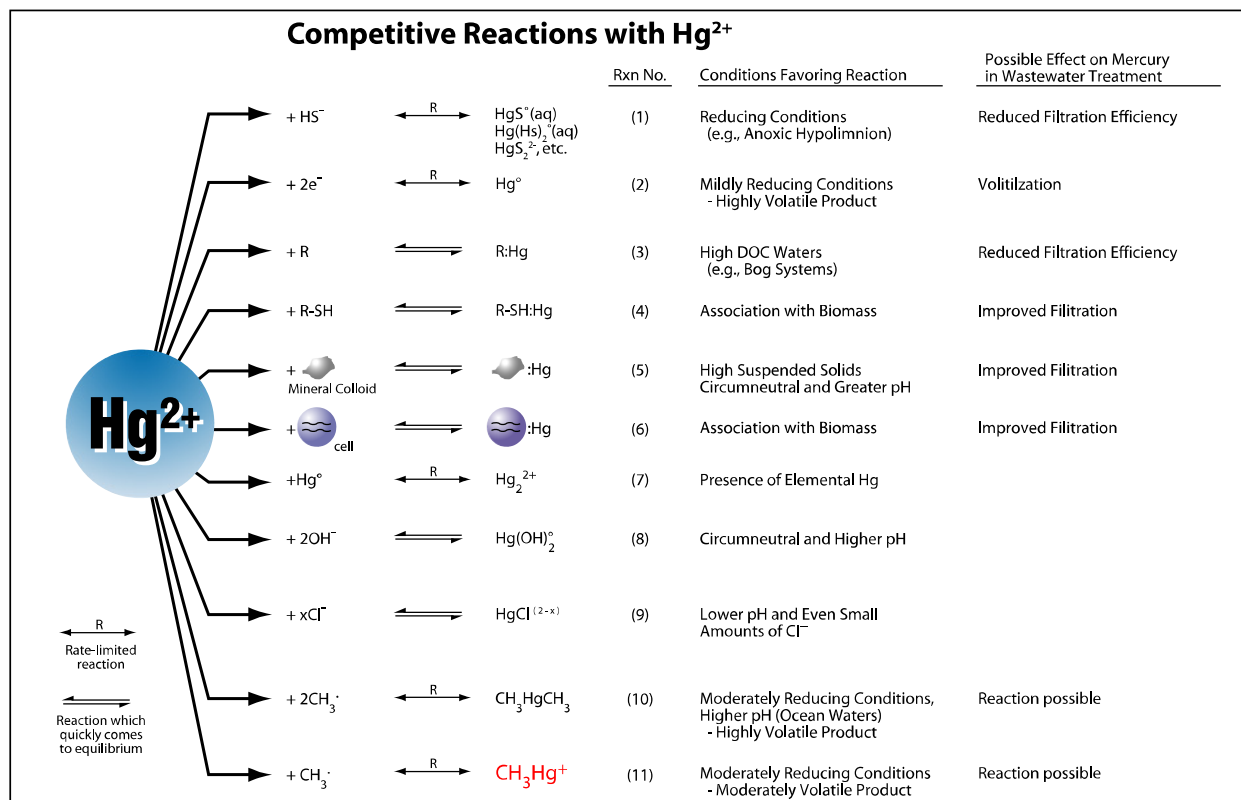 Competitive Reactions with Hg²⁺
Rxn No.
Conditions Favoring Reaction
Possible Effect on Mercury
in Wastewater Treatment
+ HS⁻
R
HgS°(aq)
Hg(Hs)₂°(aq)
HgS₂²⁻, etc.
(1)
Reducing Conditions
(e.g., Anoxic Hypolimnion)
Reduced Filtration Efficiency
+ 2e⁻
R
Hg°
(2)
Mildly Reducing Conditions
- Highly Volatile Product
Volitilzation
+ R
R:Hg
(3)
High DOC Waters
(e.g., Bog Systems)
Reduced Filtration Efficiency
+ R-SH
R-SH:Hg
(4)
Association with Biomass
Improved Filitration
+
Mineral Colloid
:Hg
(5)
High Suspended Solids
Circumneutral and Greater pH
Improved Filitration
Hg²⁺
+
cell
:Hg
(6)
Association with Biomass
Improved Filitration
+Hg°
R
Hg₂²⁺
(7)
Presence of Elemental Hg
+ 2OH⁻
Hg(OH)₂°
(8)
Circumneutral and Higher pH
+ xCl⁻
HgCl⁽²⁻ˣ⁾
(9)
Lower pH and Even Small
Amounts of Cl⁻
R
Rate-limited
reaction
+ 2CH₃·
R
CH₃HgCH₃
(10)
Moderately Reducing Conditions,
Higher pH (Ocean Waters)
- Highly Volatile Product
Reaction possible
Reaction which
quickly comes
to equilibrium
+ CH₃·
R
CH₃Hg⁺
(11)
Moderately Reducing Conditions
- Moderately Volatile Product
Reaction possible